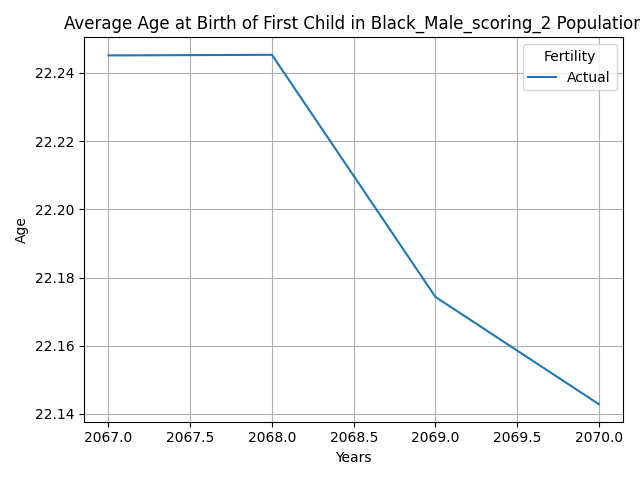 Average Age at Birth of First Child in Black_Male_scoring_2 Population
Fertility
Actual
22.24
22.22
22.20
22.18
22.16
22.14
Age
2067.0 2067.5 2068.0 2068.5 2069.0 2069.5 2070.0
Years